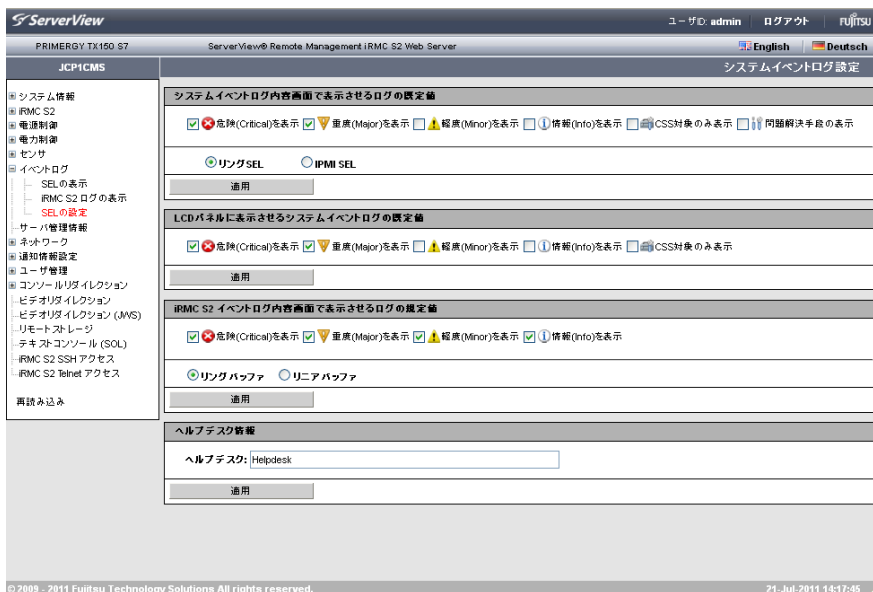 ServerView
ユーザID: admin ログアウト FUJITSU
PRIMERGY TX150 S7 ServerView® Remote Management iRMC S2 Web Server English Deutsch
JCP1CMS システムイベントログ設定
システム情報
iRMC S2
電源制御
電力制御
センサ
イベントログ
SELの表示
iRMC S2 ログの表示
SELの設定
サーバ管理情報
ネットワーク
通知情報設定
ユーザ管理
コンソールリダイレクション
ビデオリダイレクション
ビデオリダイレクション (JWS)
リモートストレージ
テキストコンソール (SOL)
iRMC S2 SSH アクセス
iRMC S2 Telnet アクセス
再読み込み
システムイベントログ内容画面で表示させるログの既定値
危険(Critical)を表示 重度(Major)を表示 軽度(Minor)を表示 情報(Info)を表示 CSS対象のみ表示 問題解決手段の表示
リングSEL IPMI SEL
適用
LCDパネルに表示させるシステムイベントログの既定値
危険(Critical)を表示 重度(Major)を表示 軽度(Minor)を表示 情報(Info)を表示 CSS対象のみ表示
適用
iRMC S2 イベントログ内容画面で表示させるログの規定値
危険(Critical)を表示 重度(Major)を表示 軽度(Minor)を表示 情報(Info)を表示
リングバッファ リニアバッファ
適用
ヘルプデスク情報
ヘルプデスク: Helpdesk
適用
© 2009 - 2011 Fujitsu Technology Solutions All rights reserved. 21-Jul-2011 14:17:45